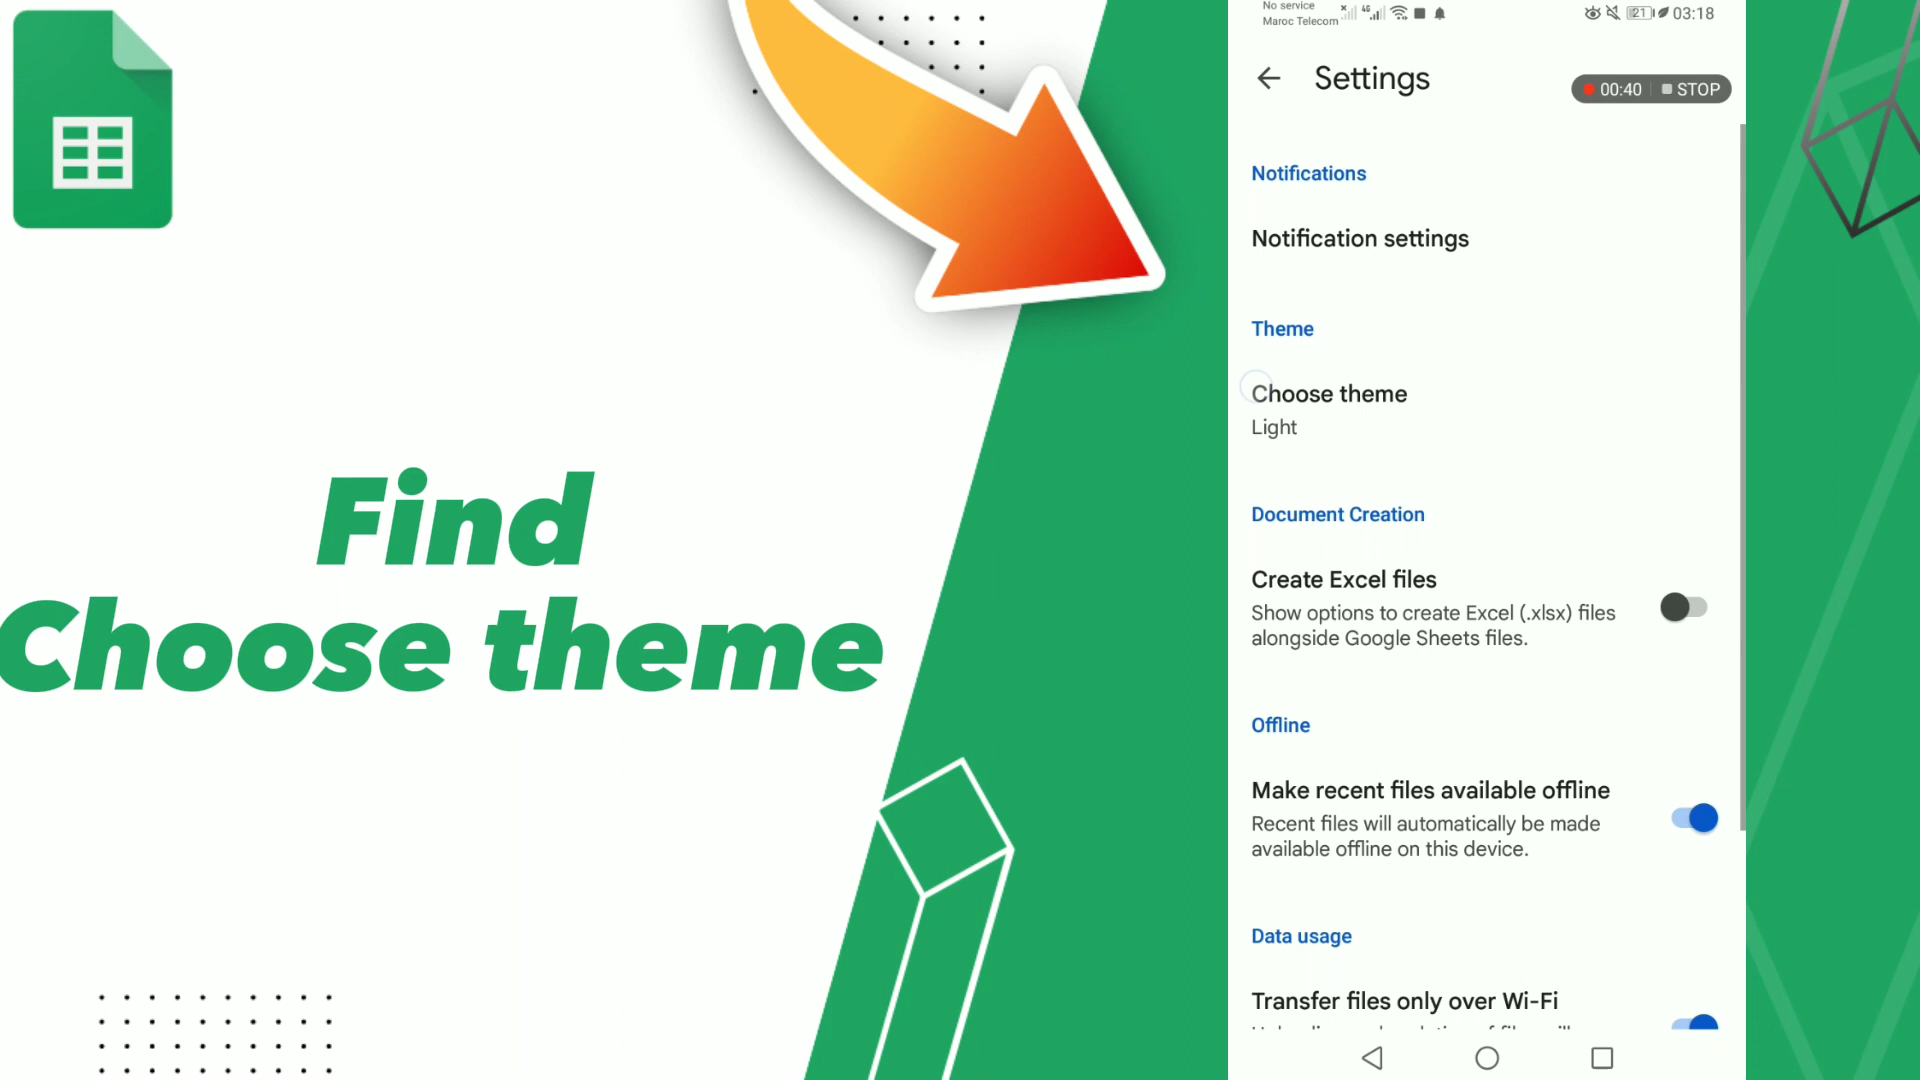 Find
Choose theme
No service
Maroc Telecom
4G
21
03:18
Settings
00:40
STOP
Notifications
Notification settings
Theme
Choose theme
Light
Document Creation
Create Excel files
Show options to create Excel (.xlsx) files
alongside Google Sheets files.
Offline
Make recent files available offline
Recent files will automatically be made
available offline on this device.
Data usage
Transfer files only over Wi-Fi